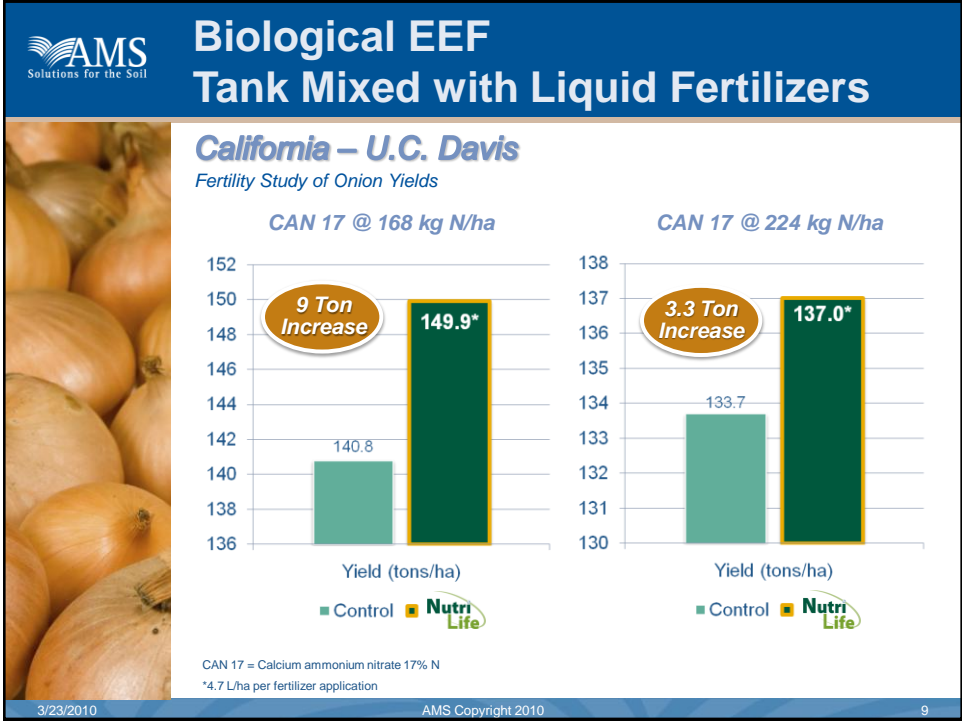 AMS
Solutions for the Soil
Biological EEF
Tank Mixed with Liquid Fertilizers
California – U.C. Davis
Fertility Study of Onion Yields
CAN 17 @ 168 kg N/ha
152
150
148
146
144
142
140
138
136
9 Ton
Increase
140.8
149.9*
Yield (tons/ha)
Control
Nutri
Life
CAN 17 @ 224 kg N/ha
138
137
136
135
134
133
132
131
130
3.3 Ton
Increase
133.7
137.0*
Yield (tons/ha)
Control
Nutri
Life
CAN 17 = Calcium ammonium nitrate 17% N
*4.7 L/ha per fertilizer application
3/23/2010
AMS Copyright 2010
9